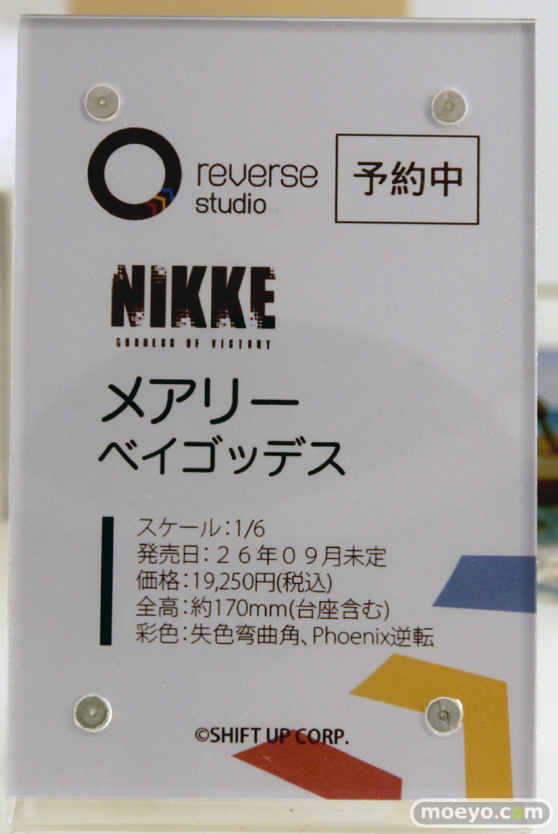 reverse
studio
予約中
NIKKE
GODDESS OF VICTORY
メアリー
ベイゴッデス
スケール:1/6
発売日:26年09月未定
価格:19,250円(税込)
全高:約170mm(台座含む)
彩色:失色弯曲角、Phoenix逆転
©SHIFT UP CORP.
moeyo.com